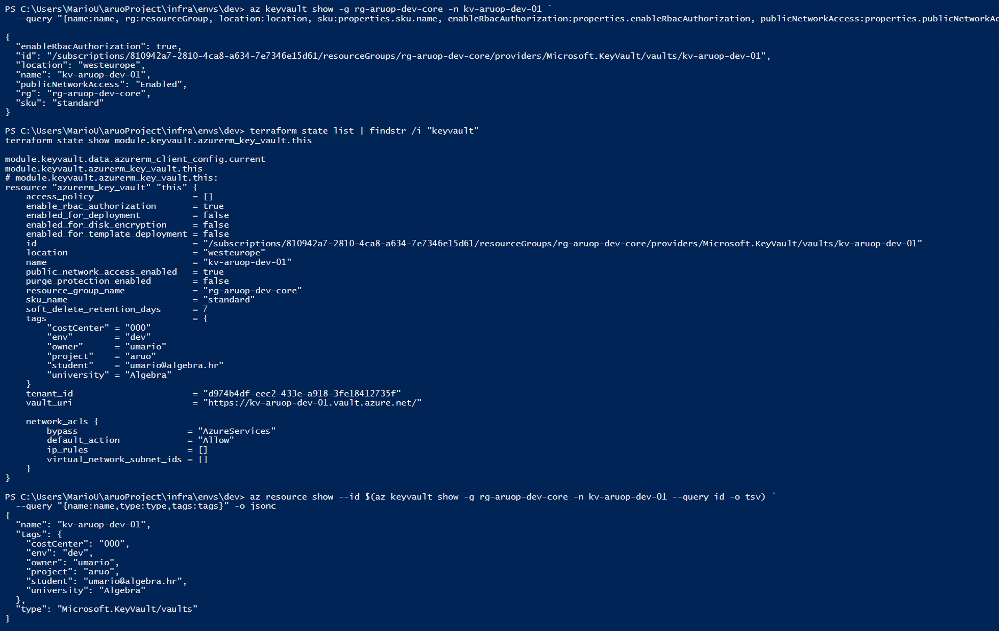 PS C:\Users\MarioU\aruoProject\infra\envs\dev> az keyvault show -g rg-aruop-dev-core -n kv-aruop-dev-01 `
  --query "{name:name, rg:resourceGroup, location:location, sku:properties.sku.name, enableRbacAuthorization:properties.enableRbacAuthorization, publicNetworkAccess:properties.publicNetworkAc
{
  "enableRbacAuthorization": true,
  "id": "/subscriptions/810942a7-2810-4ca8-a634-7e7346e15d61/resourceGroups/rg-aruop-dev-core/providers/Microsoft.KeyVault/vaults/kv-aruop-dev-01",
  "location": "westeurope",
  "name": "kv-aruop-dev-01",
  "publicNetworkAccess": "Enabled",
  "rg": "rg-aruop-dev-core",
  "sku": "standard"
}
PS C:\Users\MarioU\aruoProject\infra\envs\dev> terraform state list | findstr /i "keyvault"
terraform state show module.keyvault.azurerm_key_vault.this
module.keyvault.data.azurerm_client_config.current
module.keyvault.azurerm_key_vault.this
# module.keyvault.azurerm_key_vault.this:
resource "azurerm_key_vault" "this" {
    access_policy                   = []
    enable_rbac_authorization       = true
    enabled_for_deployment          = false
    enabled_for_disk_encryption     = false
    enabled_for_template_deployment = false
    id                              = "/subscriptions/810942a7-2810-4ca8-a634-7e7346e15d61/resourceGroups/rg-aruop-dev-core/providers/Microsoft.KeyVault/vaults/kv-aruop-dev-01"
    location                        = "westeurope"
    name                            = "kv-aruop-dev-01"
    public_network_access_enabled   = true
    purge_protection_enabled        = false
    resource_group_name             = "rg-aruop-dev-core"
    sku_name                        = "standard"
    soft_delete_retention_days      = 7
    tags                            = {
        "costCenter" = "000"
        "env"        = "dev"
        "owner"      = "umario"
        "project"    = "aruo"
        "student"    = "umario@algebra.hr"
        "university" = "Algebra"
    }
    tenant_id                       = "d974b4df-eec2-433e-a918-3fe18412735f"
    vault_uri                       = "https://kv-aruop-dev-01.vault.azure.net/"
    network_acls {
        bypass                     = "AzureServices"
        default_action             = "Allow"
        ip_rules                   = []
        virtual_network_subnet_ids = []
    }
}
PS C:\Users\MarioU\aruoProject\infra\envs\dev> az resource show --id $(az keyvault show -g rg-aruop-dev-core -n kv-aruop-dev-01 --query id -o tsv) `
  --query "{name:name,type:type,tags:tags}" -o jsonc
{
  "name": "kv-aruop-dev-01",
  "tags": {
    "costCenter": "000",
    "env": "dev",
    "owner": "umario",
    "project": "aruo",
    "student": "umario@algebra.hr",
    "university": "Algebra"
  },
  "type": "Microsoft.KeyVault/vaults"
}